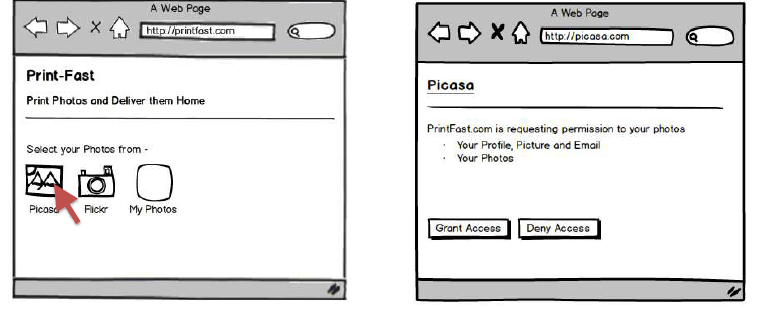 A Web Page
http://printfast.com
Print-Fast
Print Photos and Deliver them Home
Select your Photos from -
Picasa
Flickr
My Photos
A Web Page
http://picasa.com
Picasa
PrintFast.com is requesting permission to your photos
· Your Profile, Picture and Email
· Your Photos
Grant Access
Deny Access